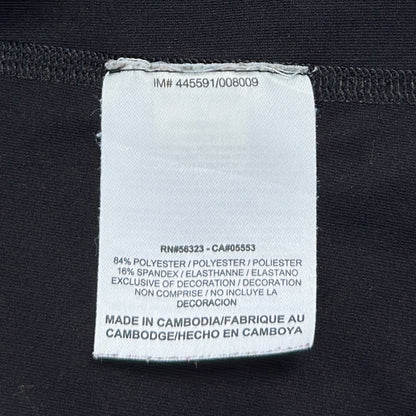 IM# 445591/008009
RN#56323 - CA#05553
84% POLYESTER / POLYESTER / POLIESTER
16% SPANDEX / ELASTHANNE / ELASTANO
EXCLUSIVE OF DECORATION / DECORATION
NON COMPRISE / NO INCLUYE LA
DECORACION
MADE IN CAMBODIA/FABRIQUE AU
CAMBODGE/HECHO EN CAMBOYA